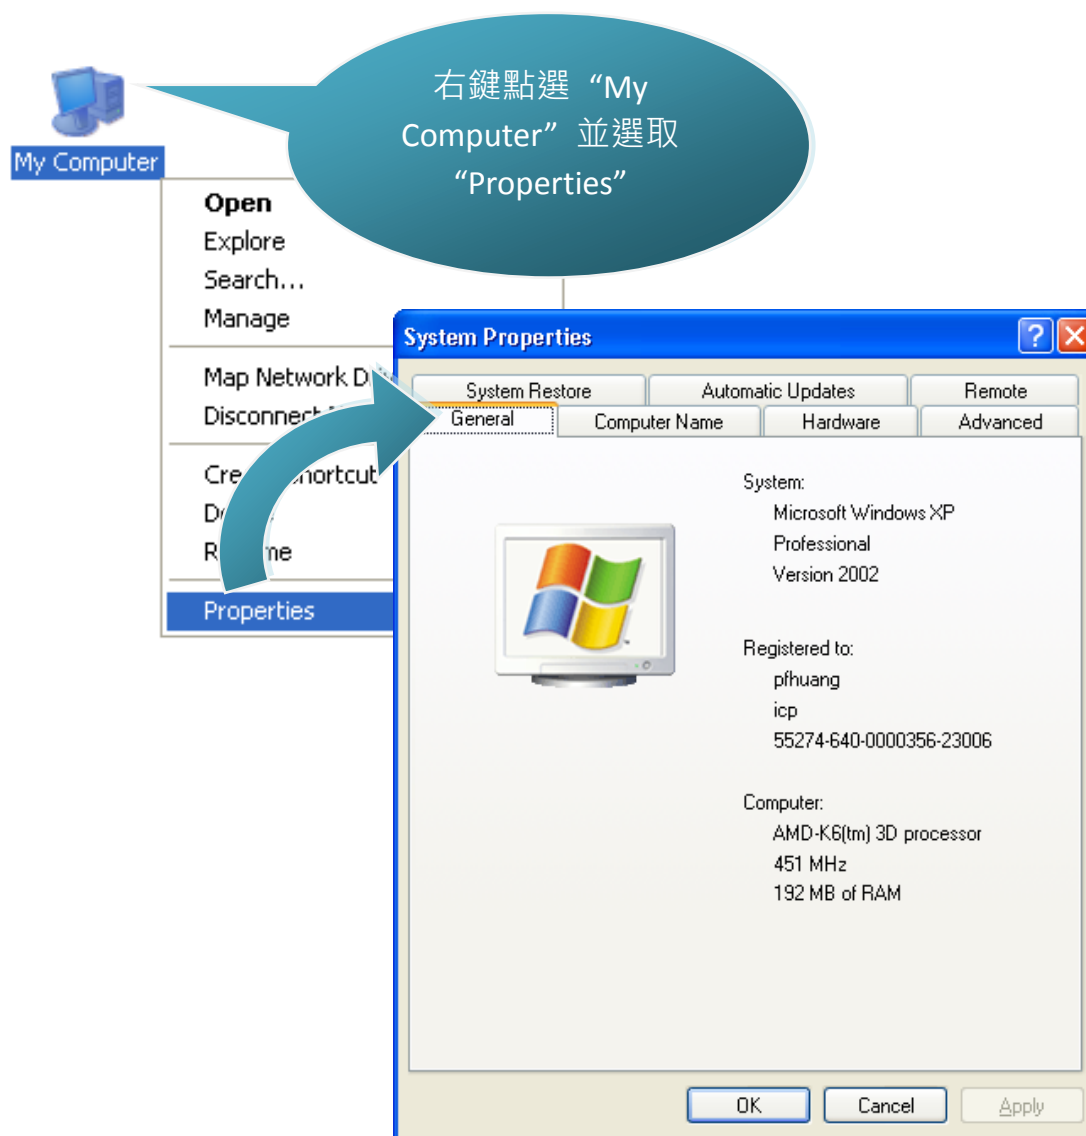 右鍵點選 “My
Computer” 並選取
“Properties”
My Computer
Open
Explore
Search...
Manage
Map Network
Disconnect
Properties
System Properties
System Restore
Automatic Updates
Remote
General
Computer Name
Hardware
Advanced
System:
Microsoft Windows XP
Professional
Version 2002
Registered to:
pfhuang
icp
55274-640-0000356-23006
Computer:
AMD-K6(tm) 3D processor
451 MHz
192 MB of RAM
OK
Cancel
Apply